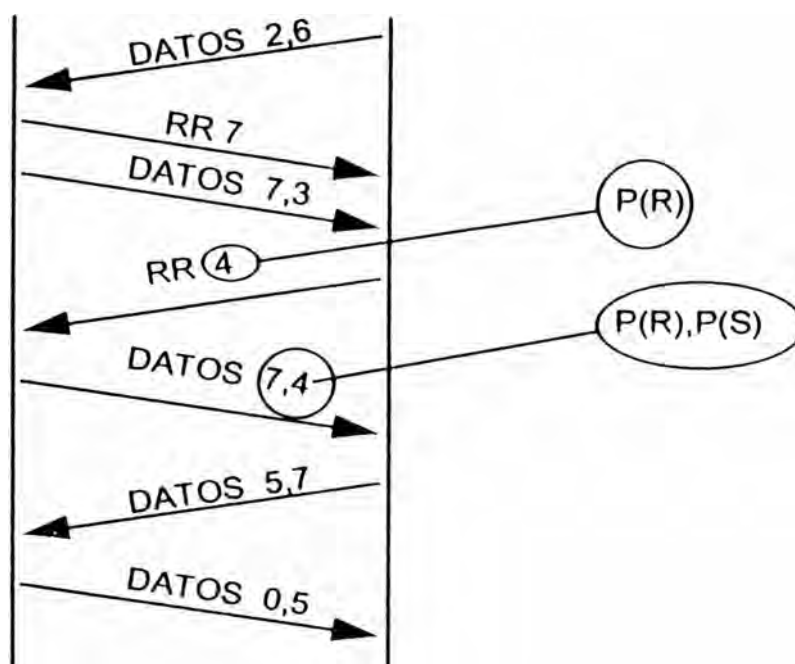 DATOS 2,6
RR 7
DATOS 7,3
P(R)
RR 4
P(R),P(S)
DATOS 7,4
DATOS 5,7
DATOS 0,5